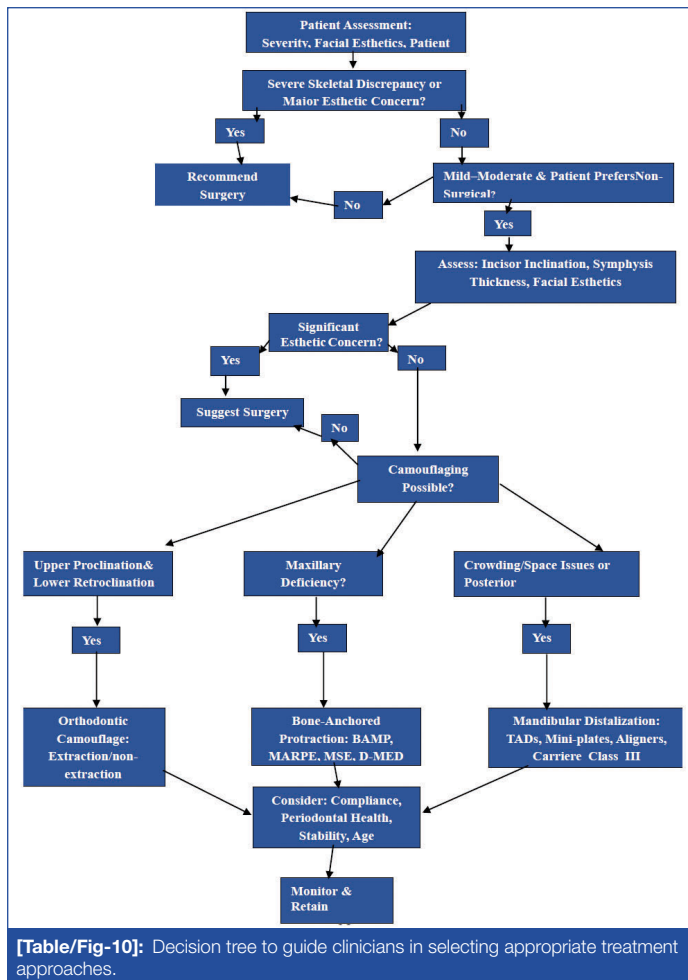 Patient Assessment:
Severity, Facial Esthetics, Patient
Severe Skeletal Discrepancy or
Major Esthetic Concern?
Yes
No
Recommend
Surgery
No
Mild–Moderate & Patient PrefersNon-
Surgical?
Yes
Assess: Incisor Inclination, Symphysis
Thickness, Facial Esthetics
Significant
Esthetic Concern?
Yes
No
Suggest Surgery
No
Camouflaging
Possible?
Upper Proclination&
Lower Retroclination
Maxillary
Deficiency?
Crowding/Space Issues or
Posterior
Yes
Yes
Yes
Orthodontic
Camouflage:
Extraction/non-
extraction
Bone-Anchored
Protraction: BAMP,
MARPE, MSE, D-MED
Mandibular Distalization:
TADs, Mini-plates, Aligners,
Carriere Class III
Consider: Compliance,
Periodontal Health,
Stability, Age
Monitor &
Retain
[Table/Fig-10]: Decision tree to guide clinicians in selecting appropriate treatment
approaches.